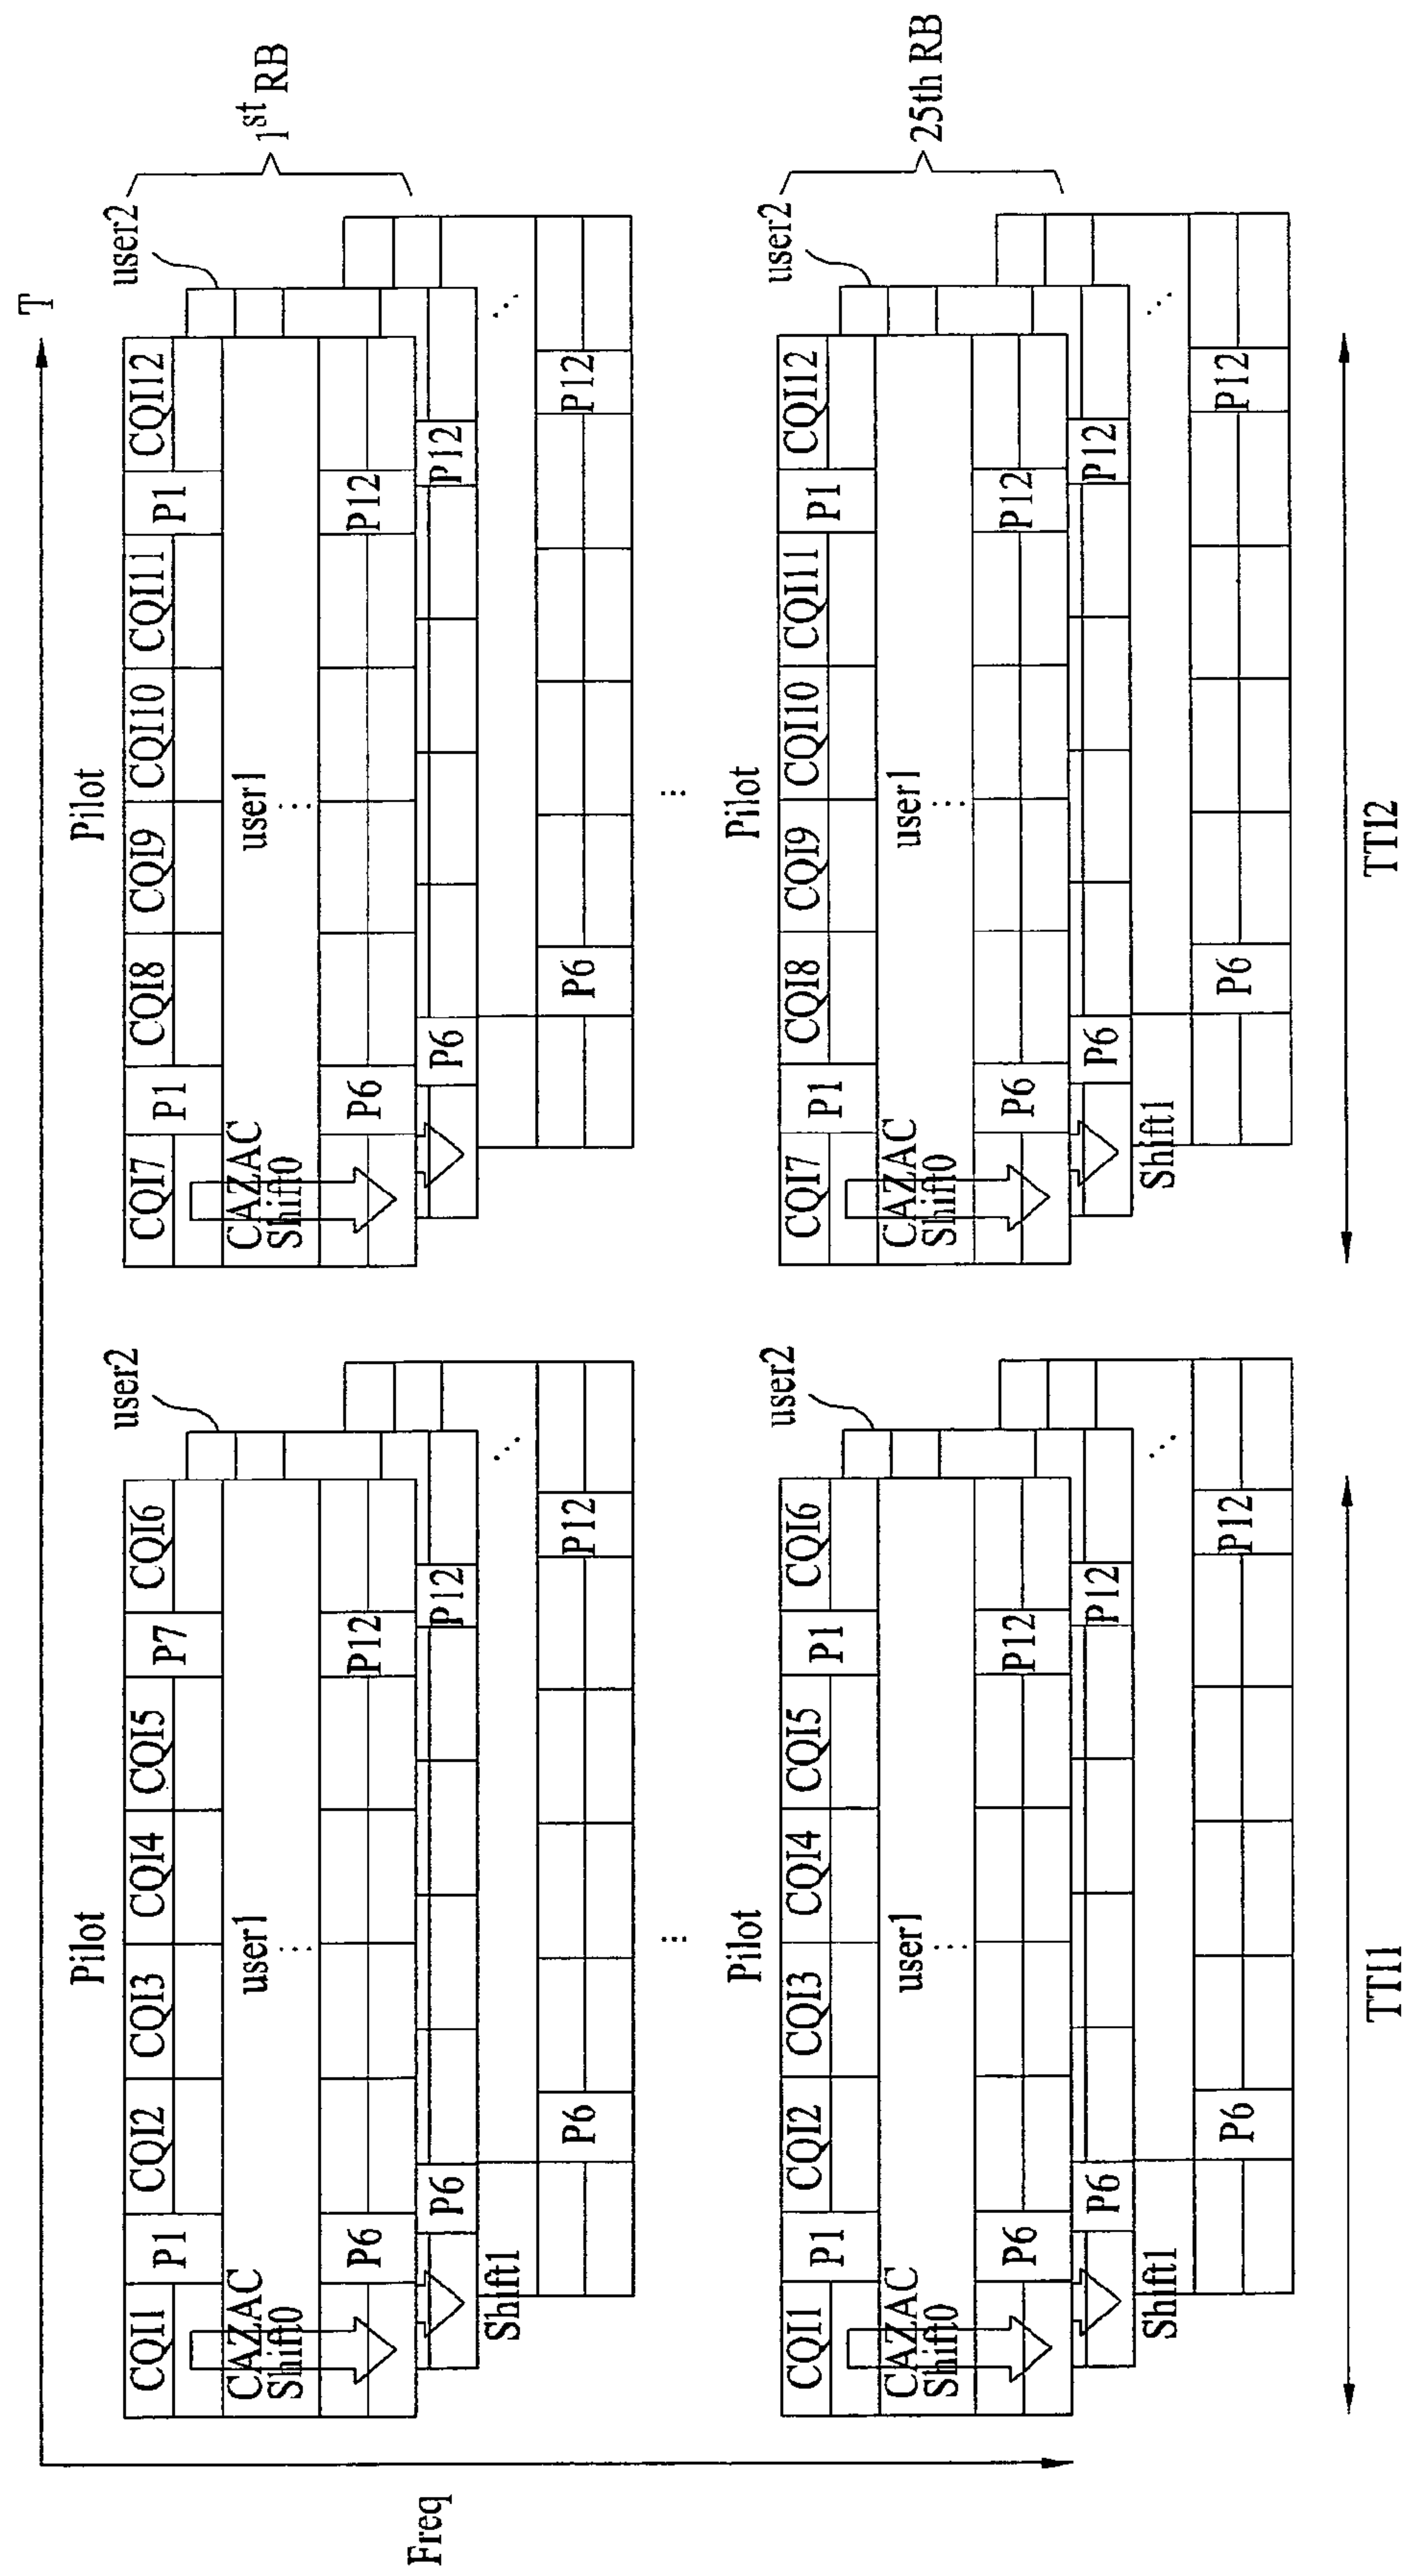 T
Freq
Pilot
CQI1 P1 CQI2 CQI3 CQI4 CQI5 P7 CQI6
user2
CAZAC
Shift0
user1
⋮
P6 P12
P6 P12
Shift1
P6 P12
Pilot
CQI7 P1 CQI8 CQI9 CQI10 CQI11 P1 CQI12
user2
1st RB
CAZAC
Shift0
user1
⋮
P6 P12
P6 P12
P6 P12
Pilot
CQI1 P1 CQI2 CQI3 CQI4 CQI5 P1 CQI6
user2
CAZAC
Shift0
user1
⋮
P6 P12
P6 P12
Shift1
P6 P12
Pilot
CQI7 P1 CQI8 CQI9 CQI10 CQI11 P1 CQI12
user2
25th RB
CAZAC
Shift0
user1
⋮
P6 P12
P6 P12
Shift1
P6 P12
TTI1
TTI2